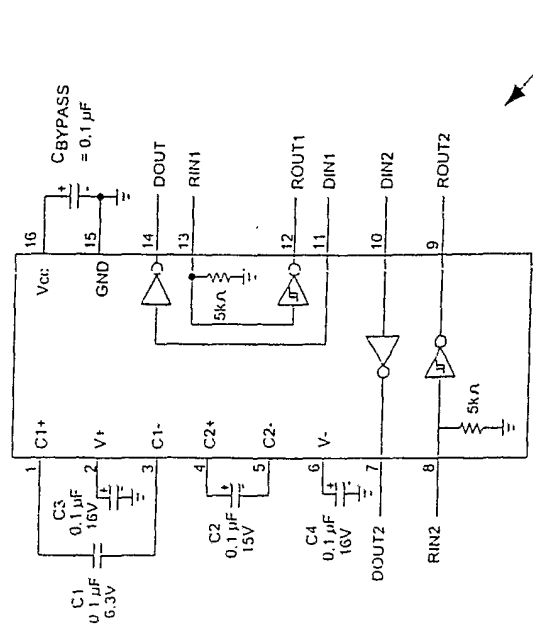 CBYPASS
= 0.1 µF
16
15
14
13
12
11
10
9
DOUT
RIN1
ROUT1
DIN1
DIN2
ROUT2
Vcc
GND
5kΩ
5kΩ
C1+
V+
C1-
C2+
C2-
V-
1
2
3
4
5
6
7
8
C3
0.1 µF
16V
C1
0 1 µF
6.3V
C2
0.1 µF
15V
C4
0.1 µF
16V
DOUT2
RIN2